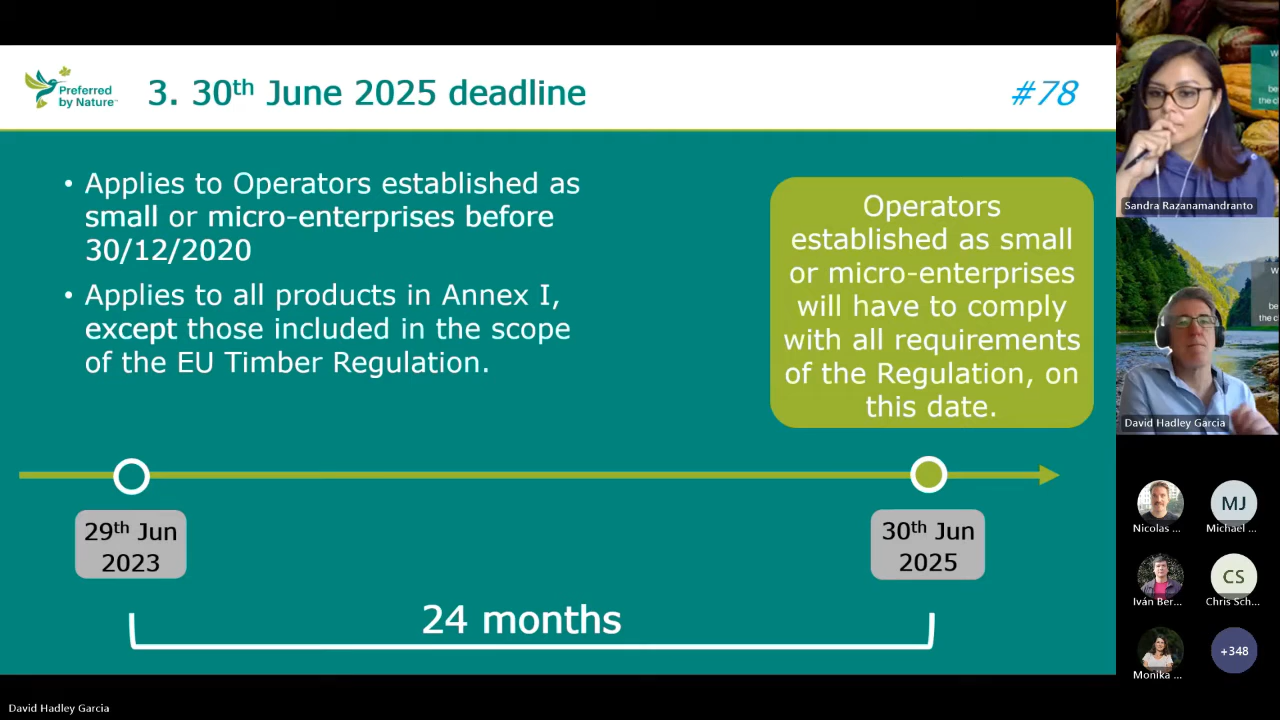 Preferred
by Nature™
3. 30th June 2025 deadline
#78
• Applies to Operators established as
small or micro-enterprises before
30/12/2020
• Applies to all products in Annex I,
except those included in the scope
of the EU Timber Regulation.
Operators
established as small
or micro-enterprises
will have to comply
with all requirements
of the Regulation, on
this date.
29th Jun
2023
30th Jun
2025
24 months
Sandra Razanamandranto
David Hadley Garcia
Nicolas ...
MJ
Michael ...
Iván Ber...
CS
Chris Sch...
Monika ...
+348
David Hadley Garcia